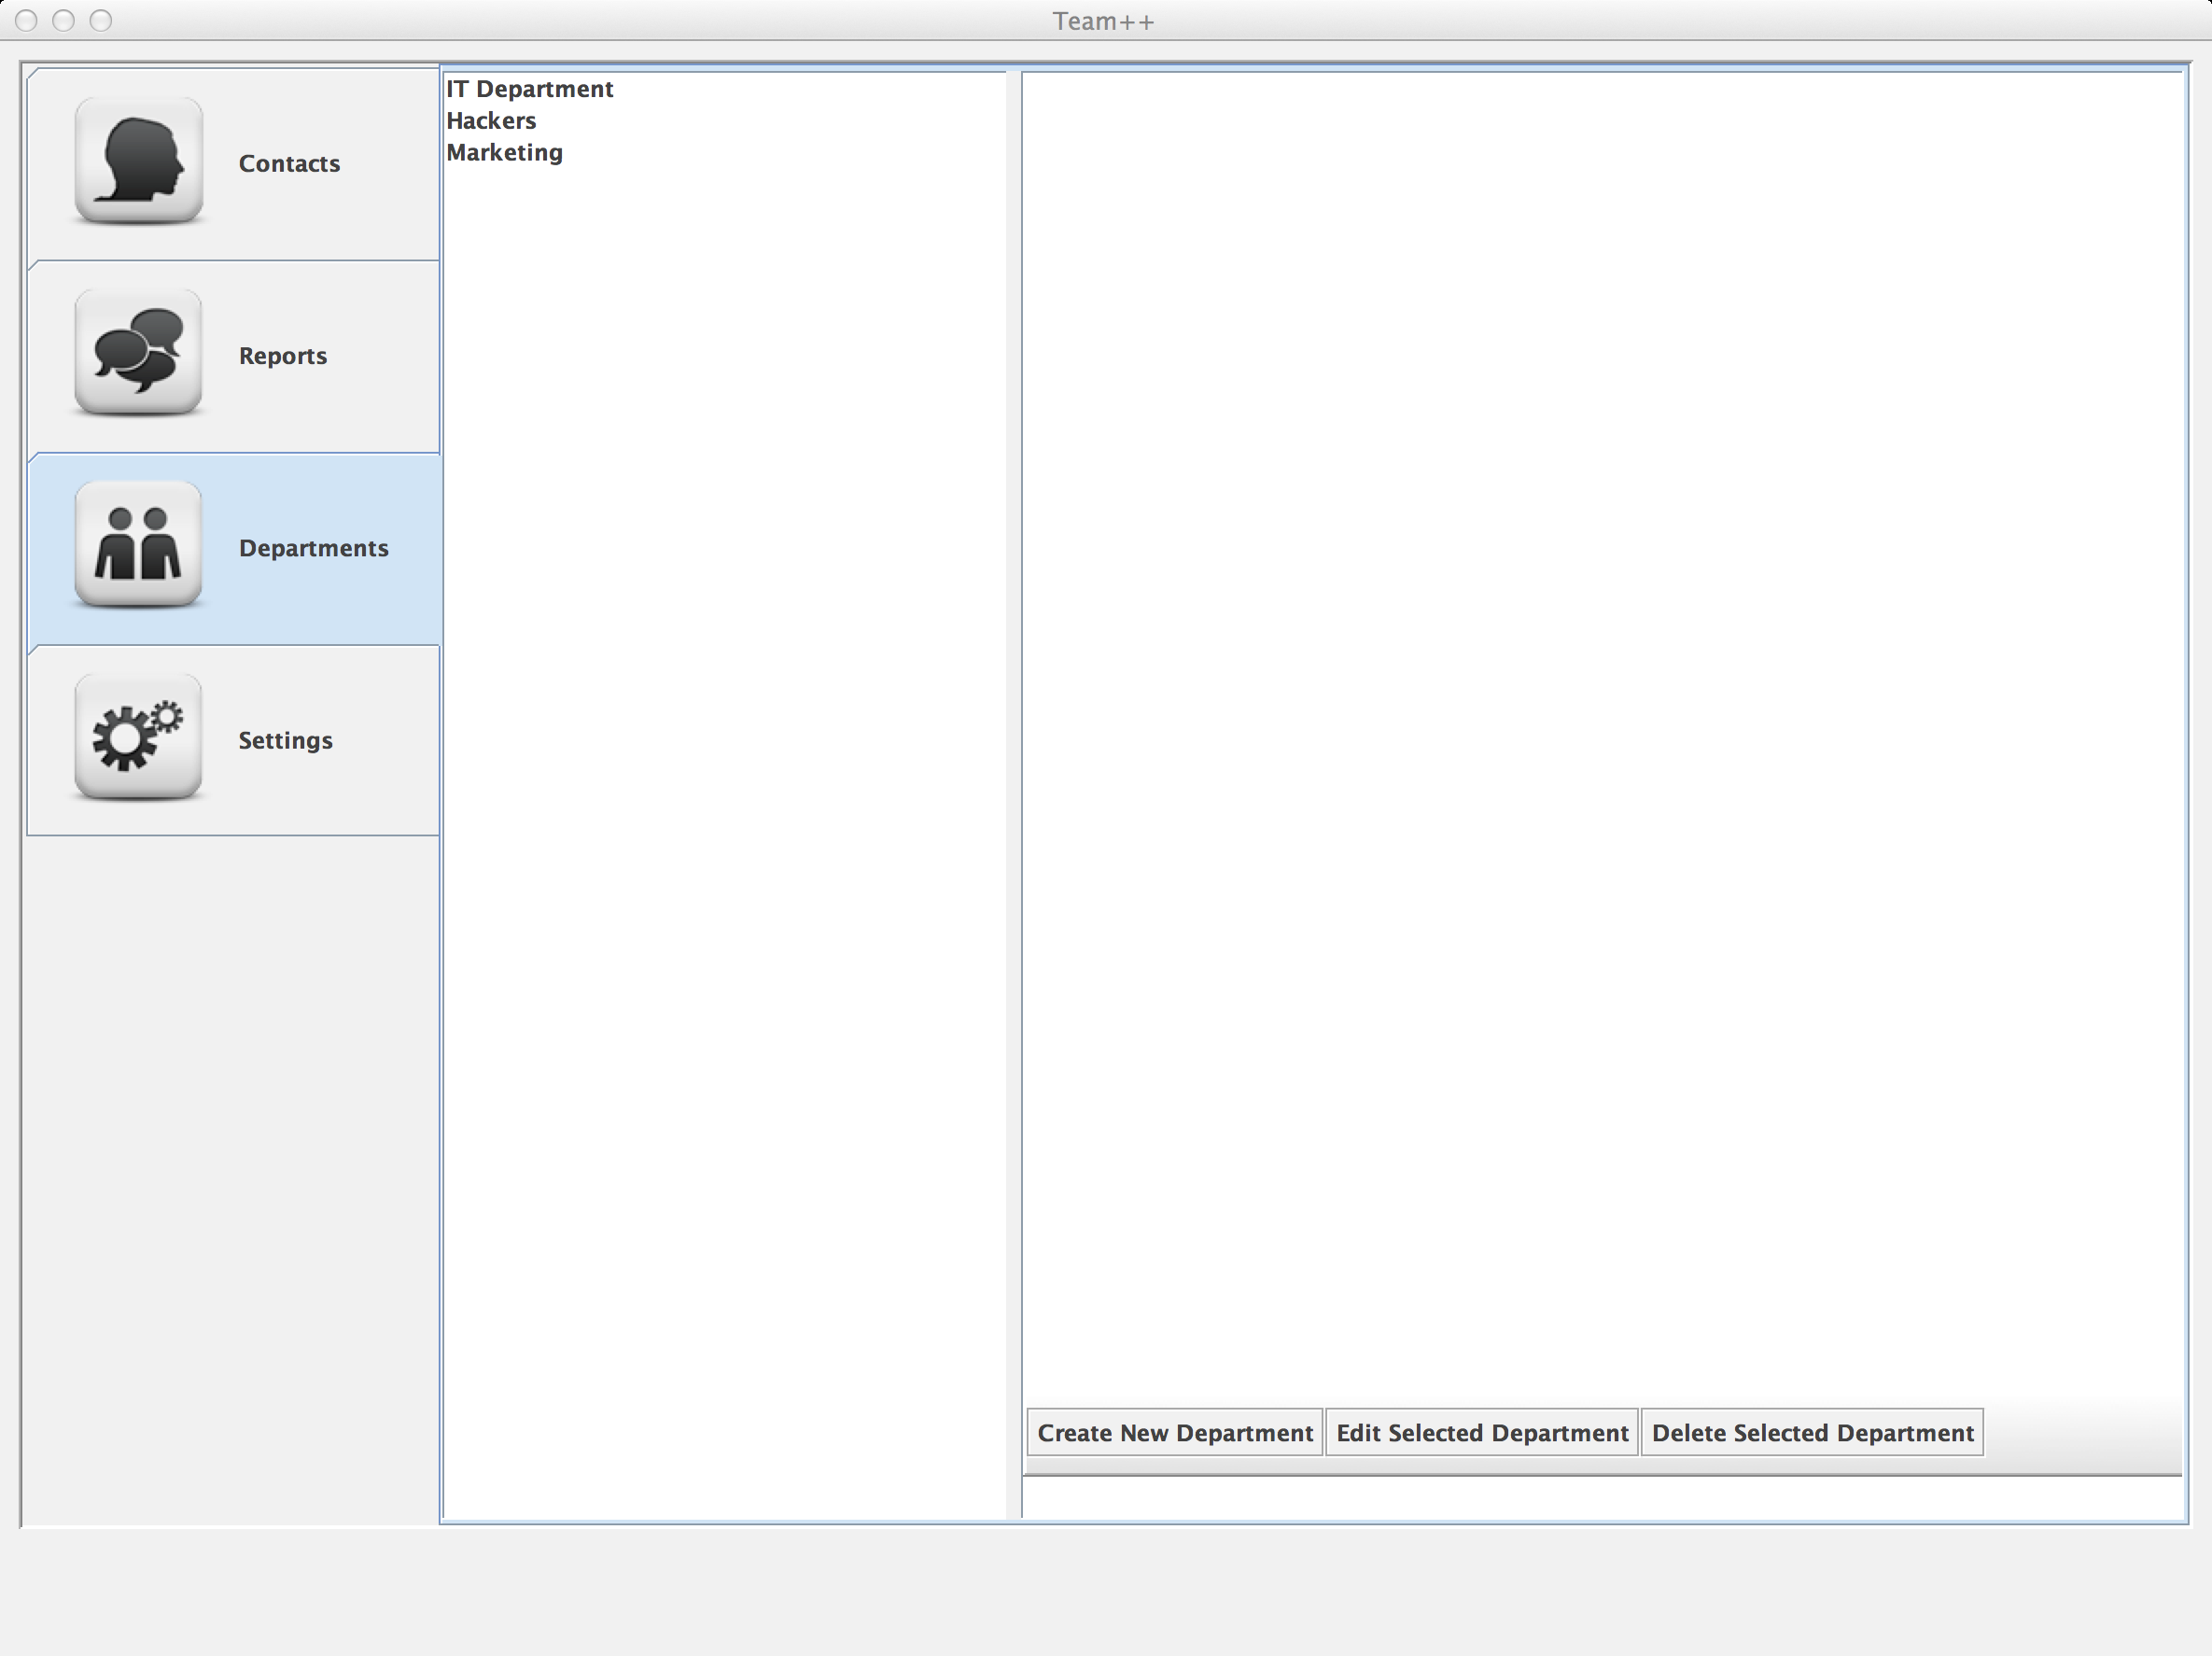 Team++
Contacts
Reports
Departments
Settings
IT Department
Hackers
Marketing
Create New Department
Edit Selected Department
Delete Selected Department